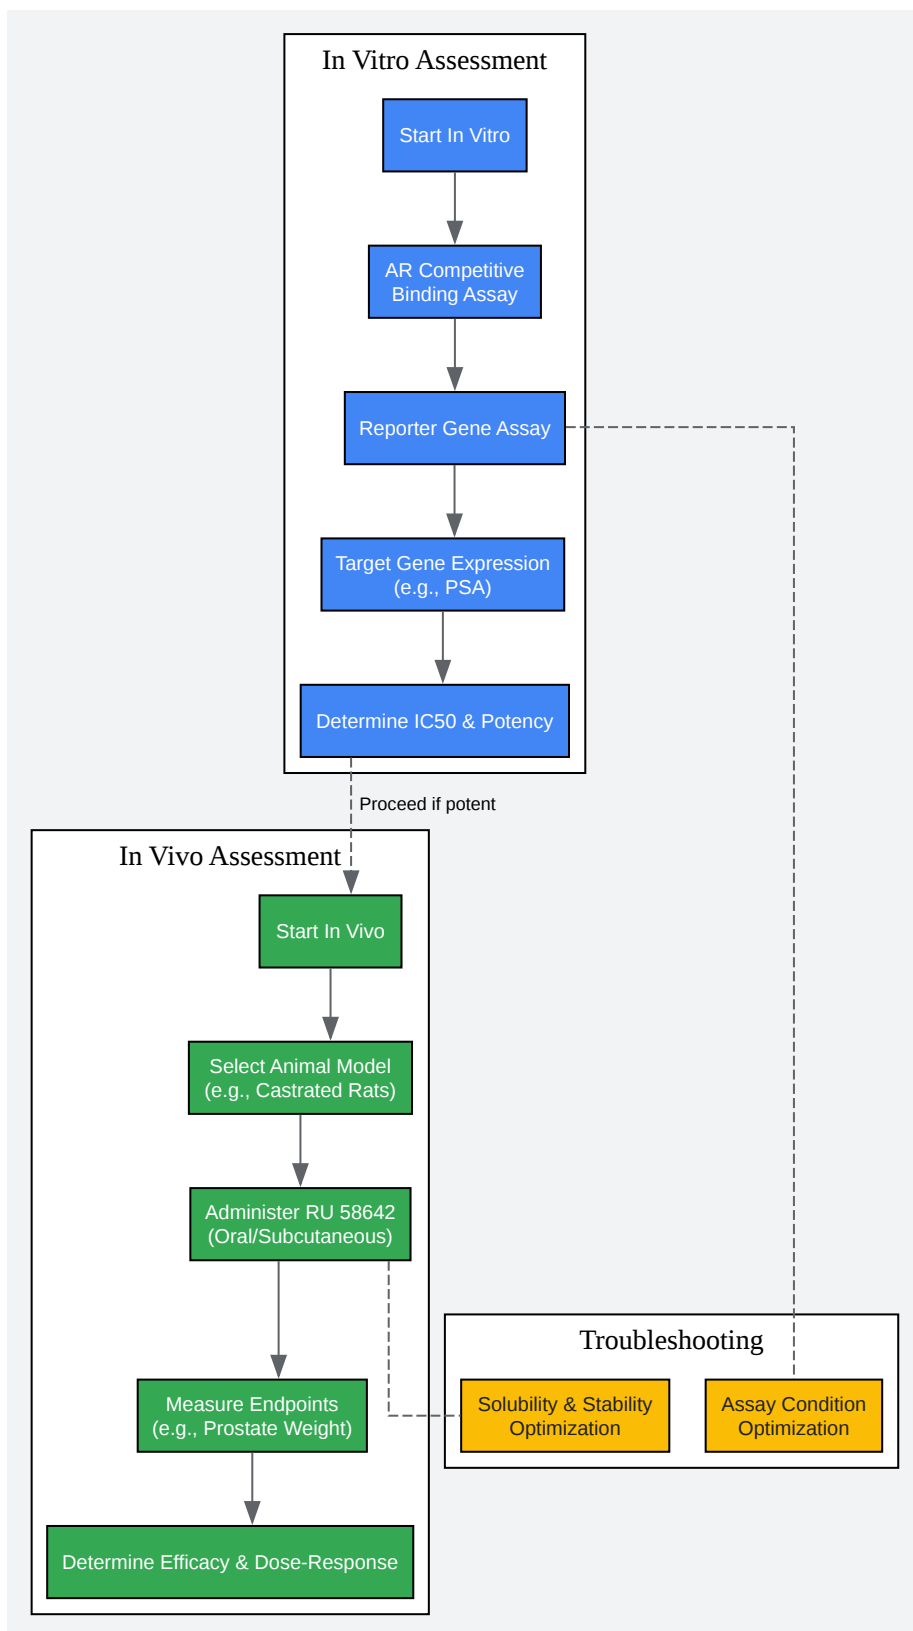 In Vitro Assessment
Start In Vitro
AR Competitive
Binding Assay
Reporter Gene Assay
Target Gene Expression
(e.g., PSA)
Determine IC50 & Potency
Proceed if potent
In Vivo Assessment
Start In Vivo
Select Animal Model
(e.g., Castrated Rats)
Administer RU 58642
(Oral/Subcutaneous)
Measure Endpoints
(e.g., Prostate Weight)
Determine Efficacy & Dose-Response
Troubleshooting
Solubility & Stability
Optimization
Assay Condition
Optimization